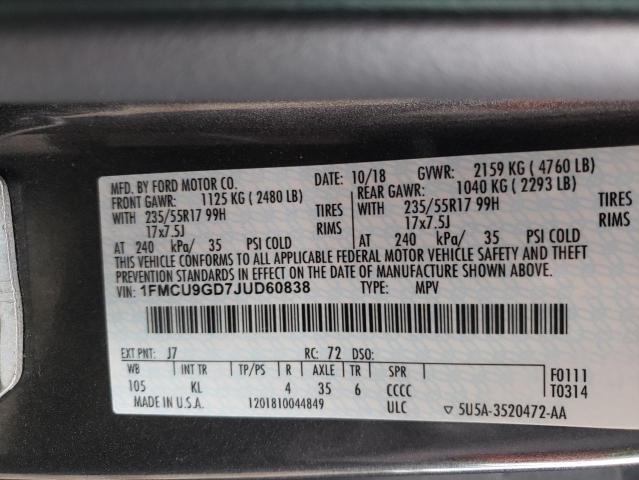 MFD. BY FORD MOTOR CO.
DATE: 10/18 GVWR: 2159 KG ( 4760 LB)
FRONT GAWR: 1125 KG ( 2480 LB) REAR GAWR: 1040 KG ( 2293 LB)
WITH 235/55R17 99H TIRES WITH 235/55R17 99H TIRES
17x7.5J RIMS 17x7.5J RIMS
AT 240 kPa/ 35 PSI COLD AT 240 kPa/ 35 PSI COLD
THIS VEHICLE CONFORMS TO ALL APPLICABLE FEDERAL MOTOR VEHICLE SAFETY AND THEFT
PREVENTION STANDARDS IN EFFECT ON THE DATE OF MANUFACTURE SHOWN ABOVE.
VIN: 1FMCU9GD7JUD60838 TYPE: MPV
EXT PNT: J7 RC: 72 DSO:
WB INT TR TP/PS R AXLE TR SPR F0111
105 KL 4 35 6 CCCC T0314
MADE IN U.S.A. 1201810044849 ULC ▽ 5U5A-3520472-AA